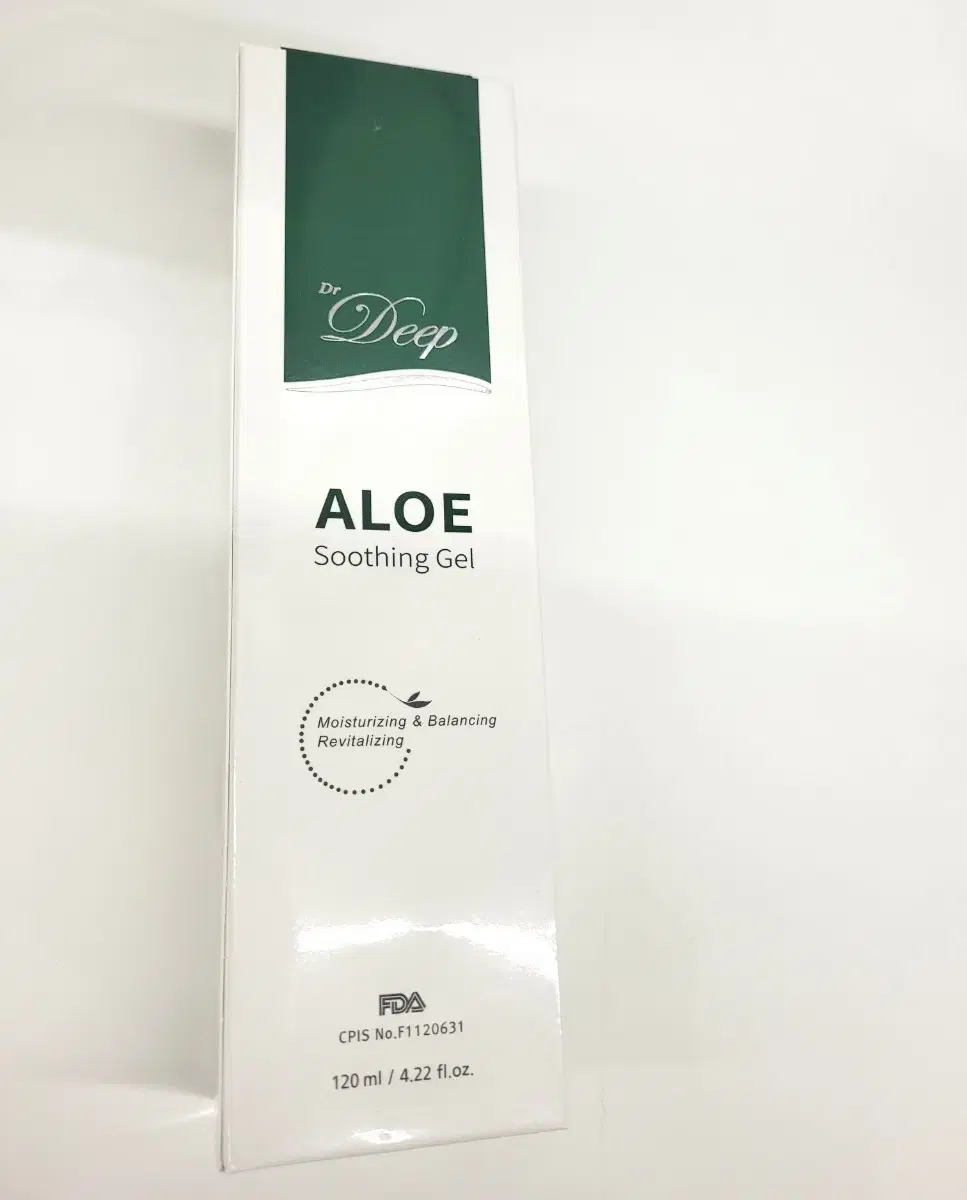 Dr
Deep
ALOE
Soothing Gel
Moisturizing & Balancing
Revitalizing
FDA
CPIS No.F1120631
120 ml / 4.22 fl.oz.